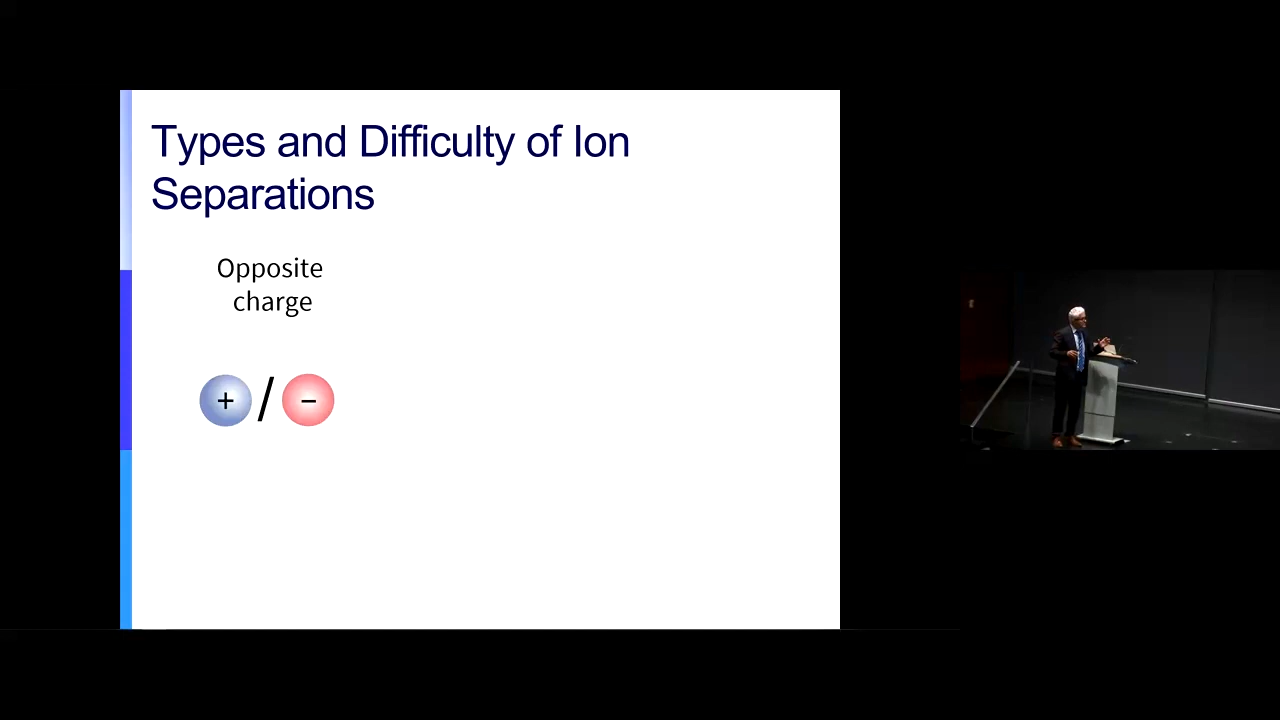 Types and Difficulty of Ion
Separations
Opposite
charge
+ / −